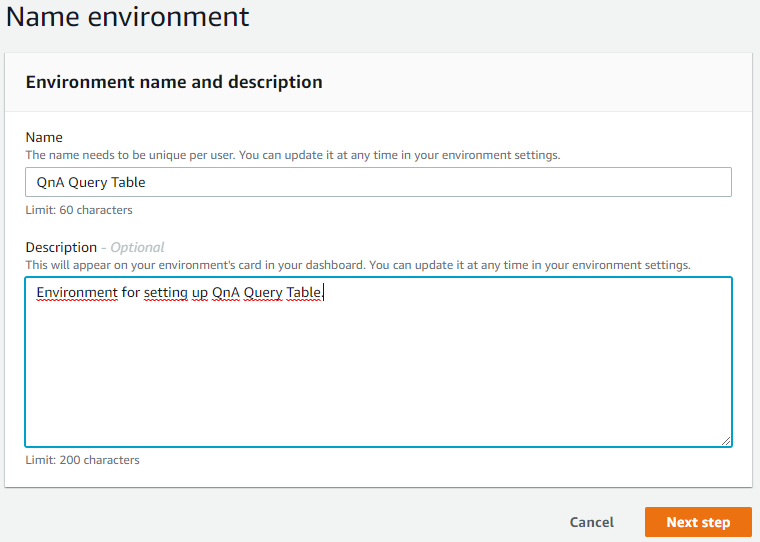 Name environment
Environment name and description
Name
The name needs to be unique per user. You can update it at any time in your environment settings.
QnA Query Table
Limit: 60 characters
Description - Optional
This will appear on your environment's card in your dashboard. You can update it at any time in your environment settings.
Environment for setting up QnA Query Table.
Limit: 200 characters
Cancel
Next step